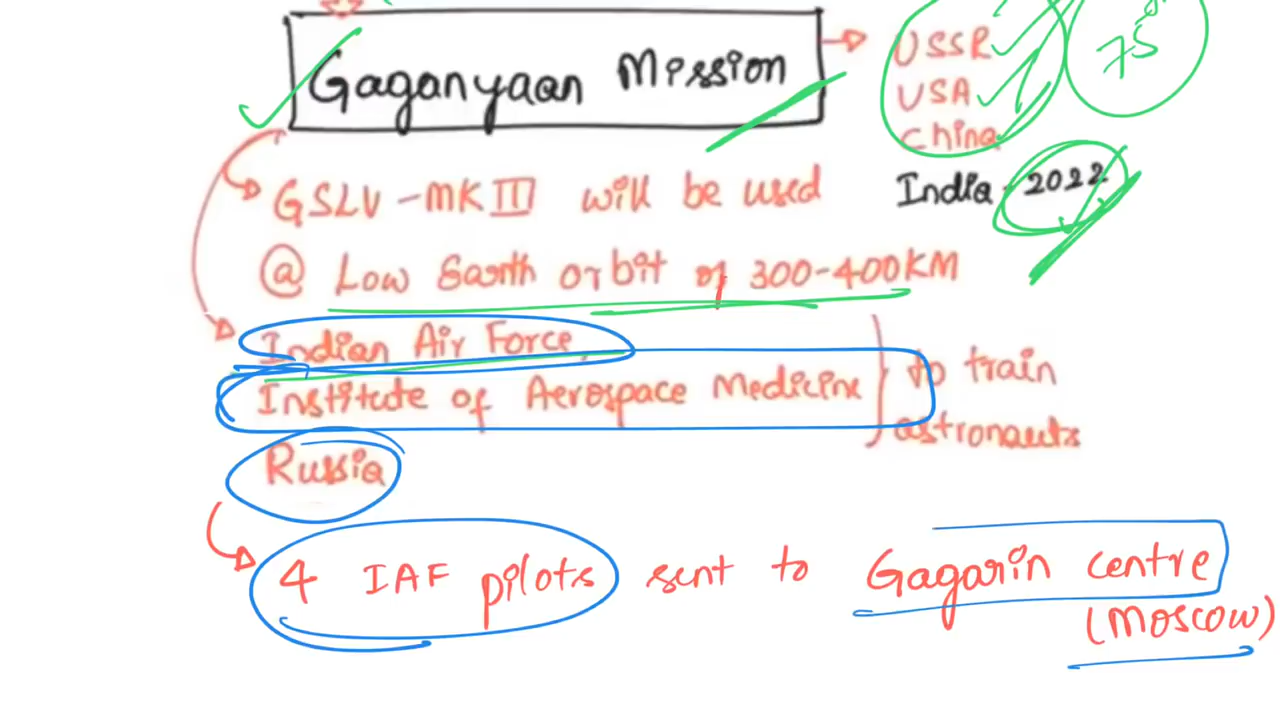 Gaganyaan Mission
USSR
USA
China
75
India - 2022
GSLV-MK III will be used
@ Low Earth orbit of 300-400KM
Indian Air Force,
Institute of Aerospace Medicine
to train
astronauts
Russia
4 IAF pilots sent to Gagarin centre
(Moscow)